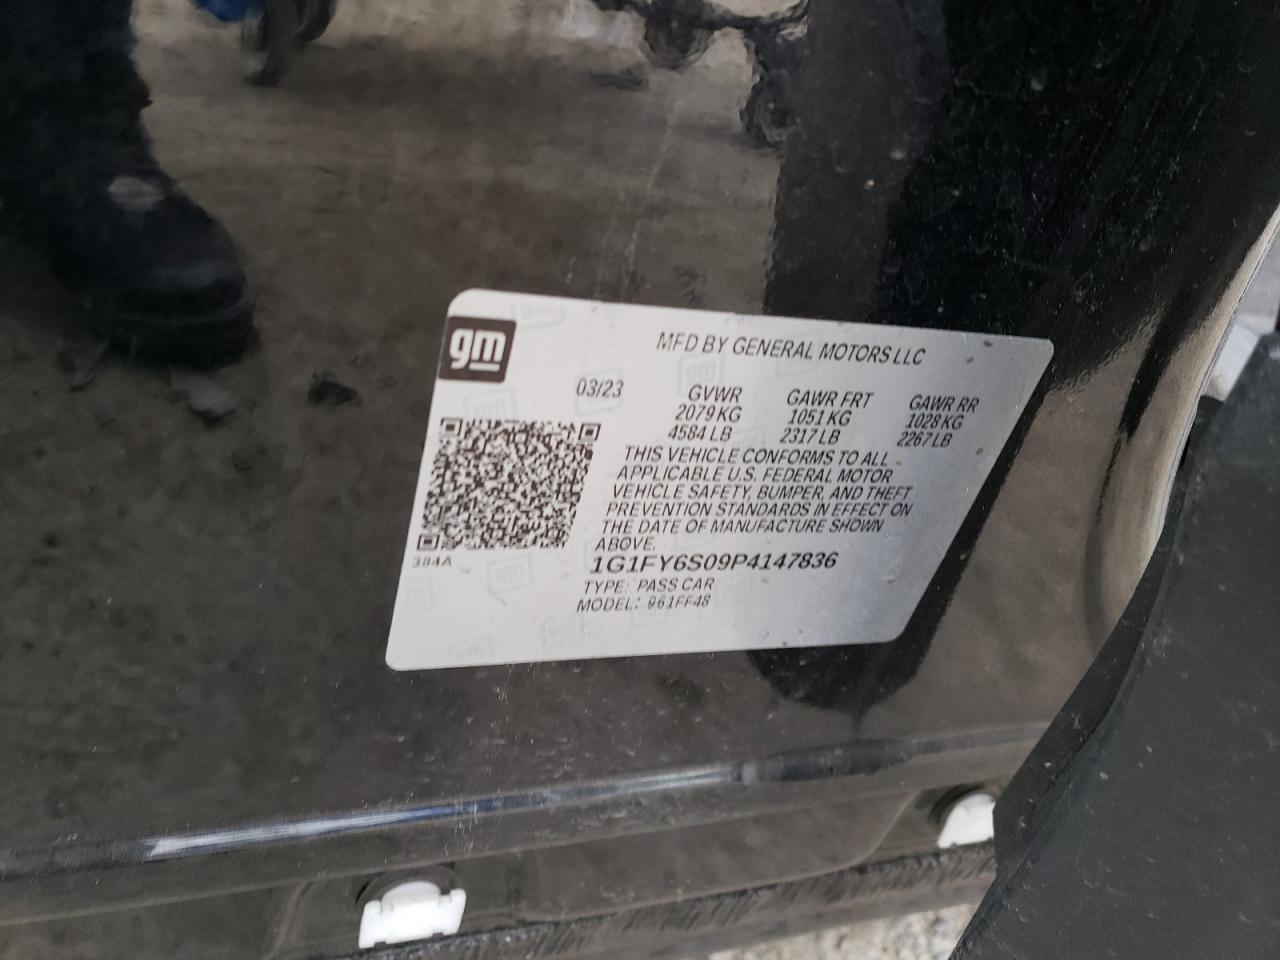 gm
MFD BY GENERAL MOTORS LLC
03/23 GVWR GAWR FRT GAWR RR
2079 KG 1051 KG 1028 KG
4584 LB 2317 LB 2267 LB
THIS VEHICLE CONFORMS TO ALL
APPLICABLE U.S. FEDERAL MOTOR
VEHICLE SAFETY, BUMPER, AND THEFT
PREVENTION STANDARDS IN EFFECT ON
THE DATE OF MANUFACTURE SHOWN
ABOVE.
384A
1G1FY6S09P4147836
TYPE: PASS CAR
MODEL: 961FF48